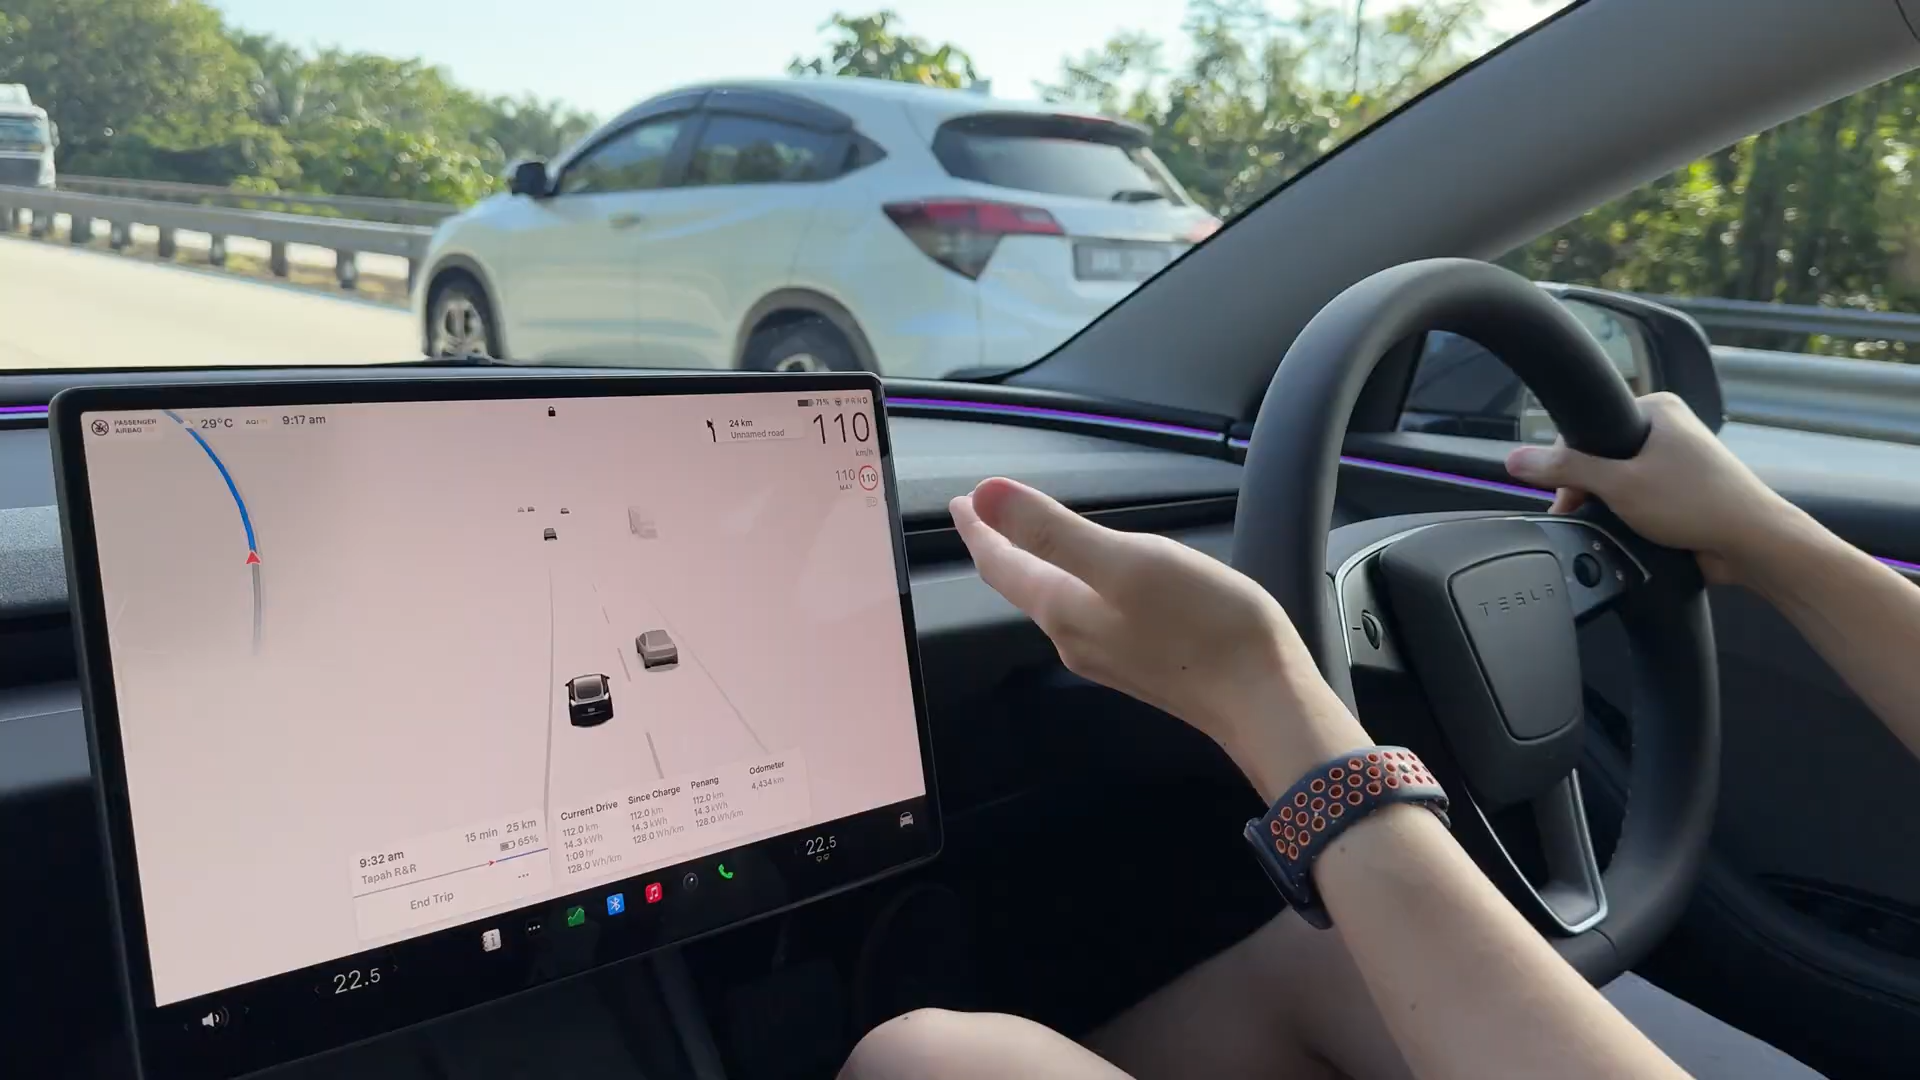 PASSENGER
AIRBAG
29°C
AQI
9:17 am
24 km
Unnamed road
71%
P R N D
110
km/h
110
MAX
110
TESLA
15 min 25 km
9:32 am
65%
Tapah R&R
...
End Trip
Current Drive
112.0 km
14.3 kWh
1:09 hr
128.0 Wh/km
Since Charge
112.0 km
14.3 kWh
128.0 Wh/km
Penang
112.0 km
14.3 kWh
128.0 Wh/km
Odometer
4,434 km
22.5
22.5